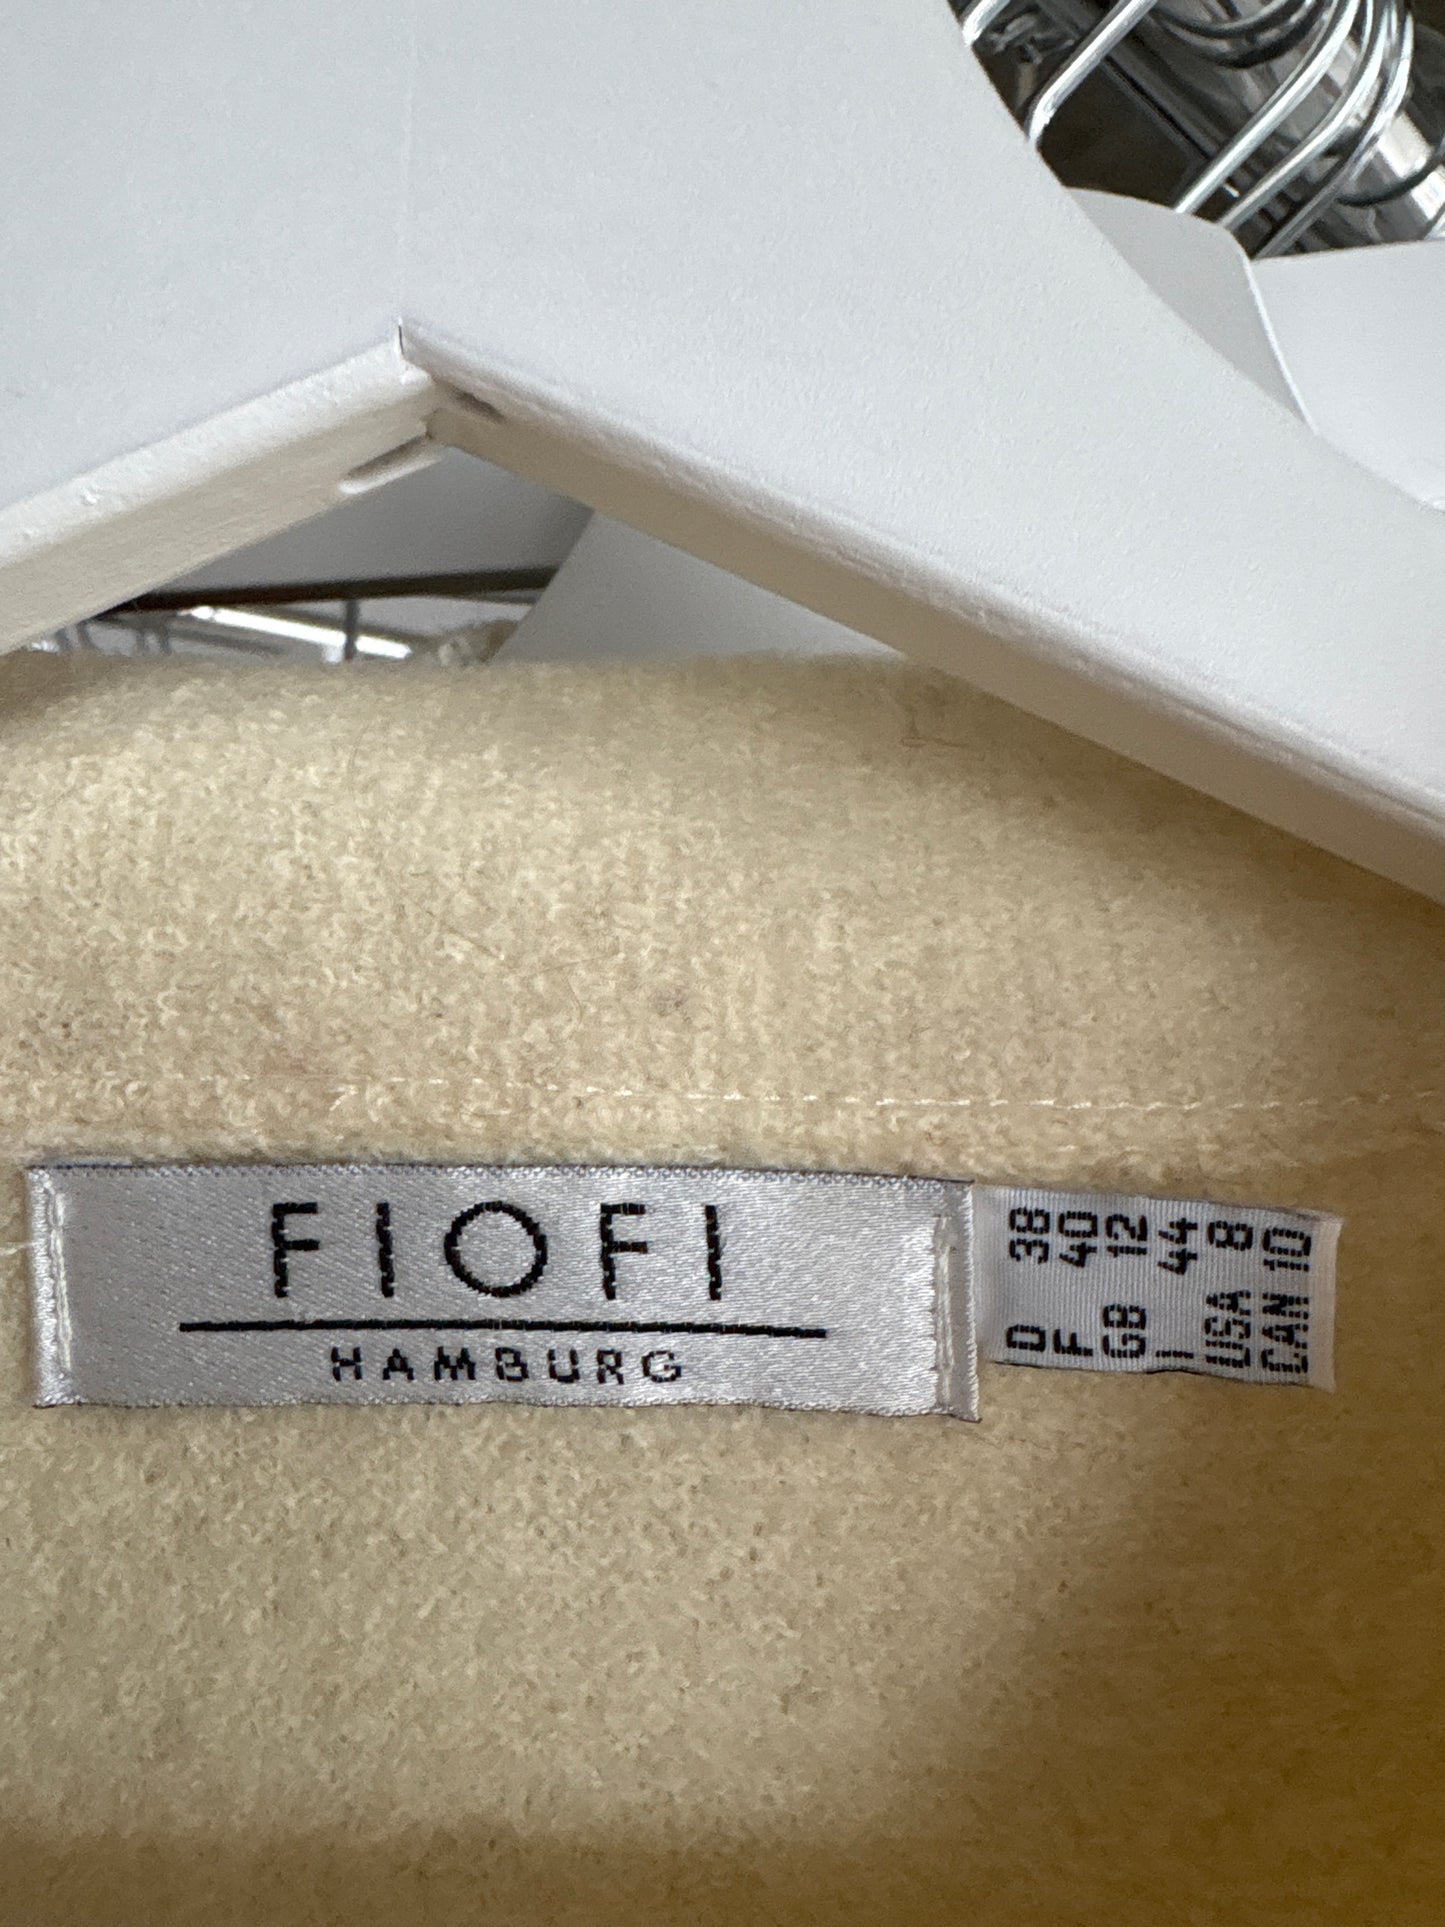 FIOFI
HAMBURG
D 38
F 40
GB 12
I 44
USA 8
CAN 10